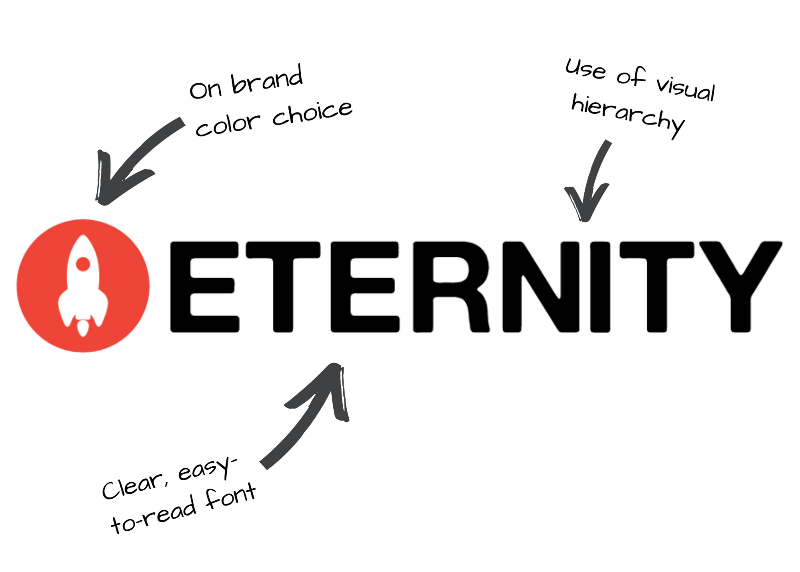 On brand
color choice
Use of visual
hierarchy
ETERNITY
Clear, easy-
to-read font